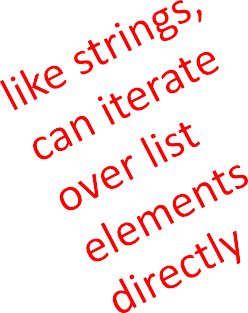 like strings,
can iterate
over list
elements
directly